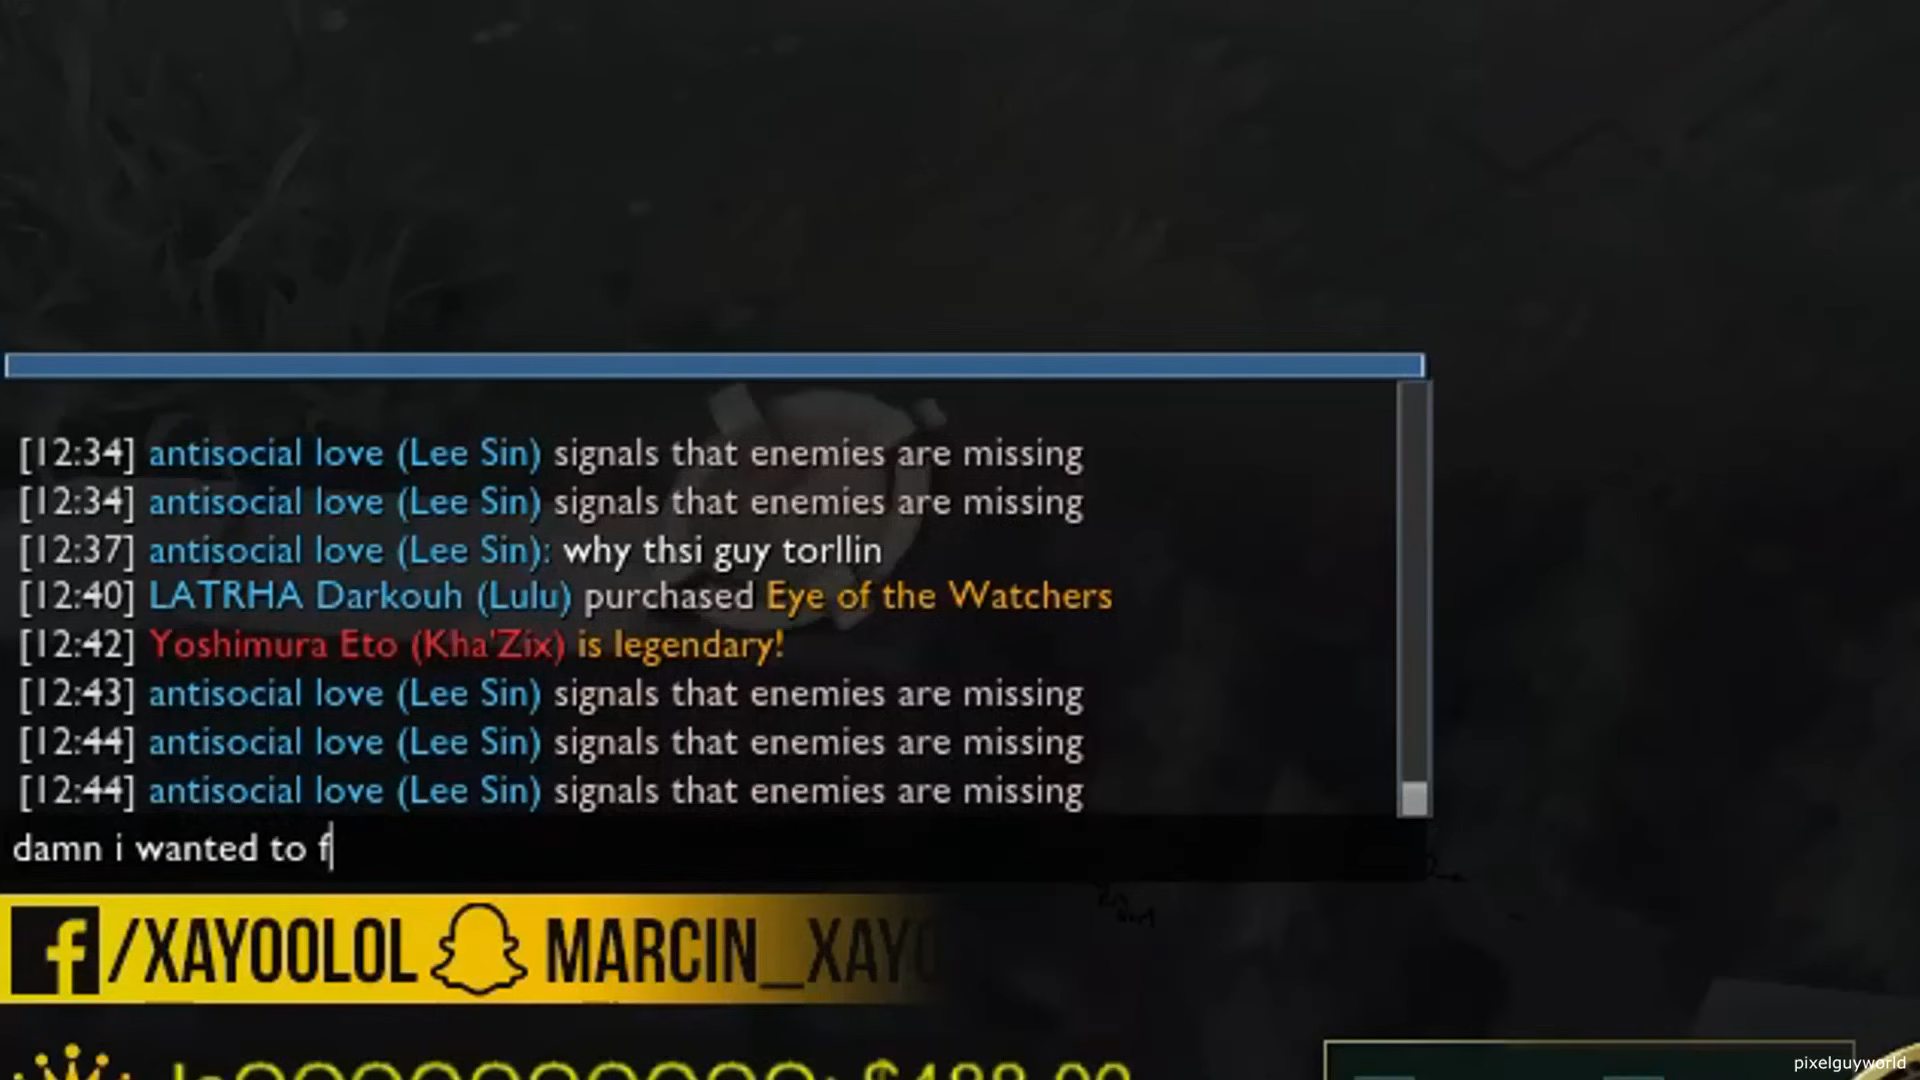 [12:34] antisocial love (Lee Sin) signals that enemies are missing
[12:34] antisocial love (Lee Sin) signals that enemies are missing
[12:37] antisocial love (Lee Sin): why thsi guy torllin
[12:40] LATRHA Darkouh (Lulu) purchased Eye of the Watchers
[12:42] Yoshimura Eto (Kha'Zix) is legendary!
[12:43] antisocial love (Lee Sin) signals that enemies are missing
[12:44] antisocial love (Lee Sin) signals that enemies are missing
[12:44] antisocial love (Lee Sin) signals that enemies are missing
damn i wanted to f
/XAYOOLOL MARCIN_XAYO
pixelguyworld